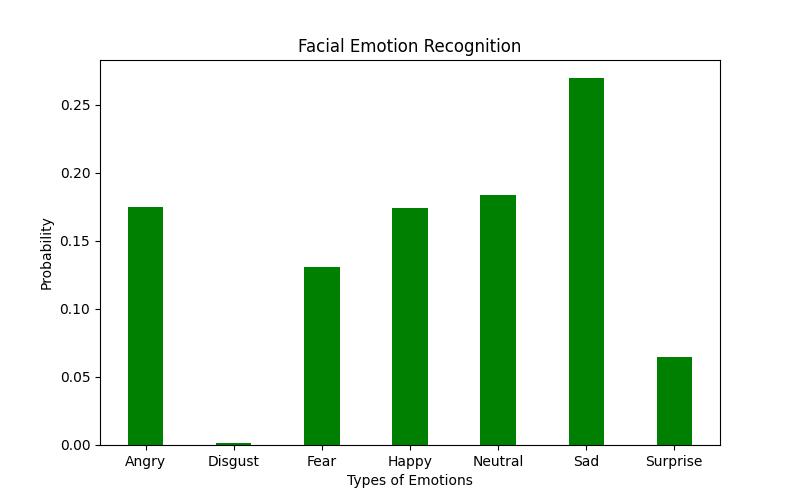 Facial Emotion Recognition
0.25
0.20
0.15
0.10
0.05
0.00
Probability
Angry Disgust Fear Happy Neutral Sad Surprise
Types of Emotions